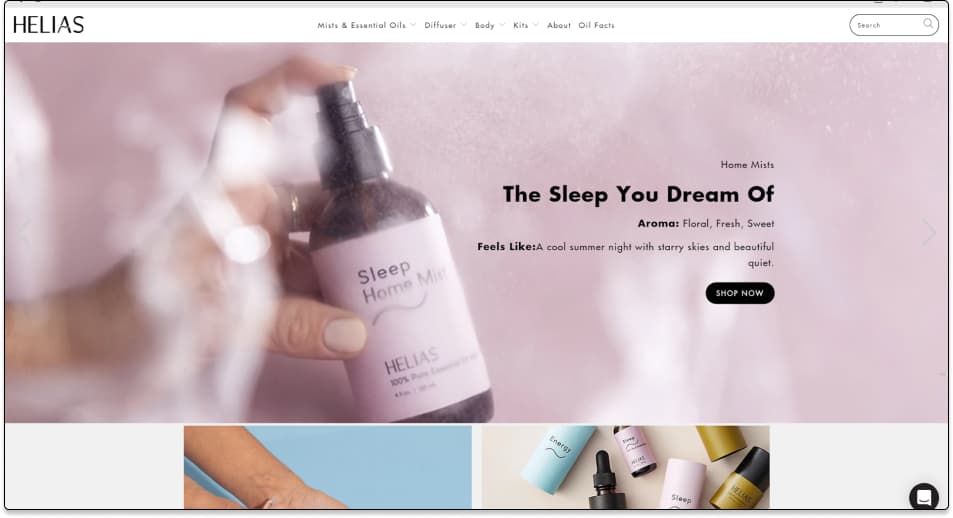 HELIAS
Mists & Essential Oils Diffuser Body Kits About Oil Facts
Search
Home Mists
The Sleep You Dream Of
Aroma: Floral, Fresh, Sweet
Feels Like:A cool summer night with starry skies and beautiful
quiet.
SHOP NOW
Sleep
Home Mist
HELIAS
100% Pure Essential
Energy
Sleep
HELIAS
Sleep
HELIAS